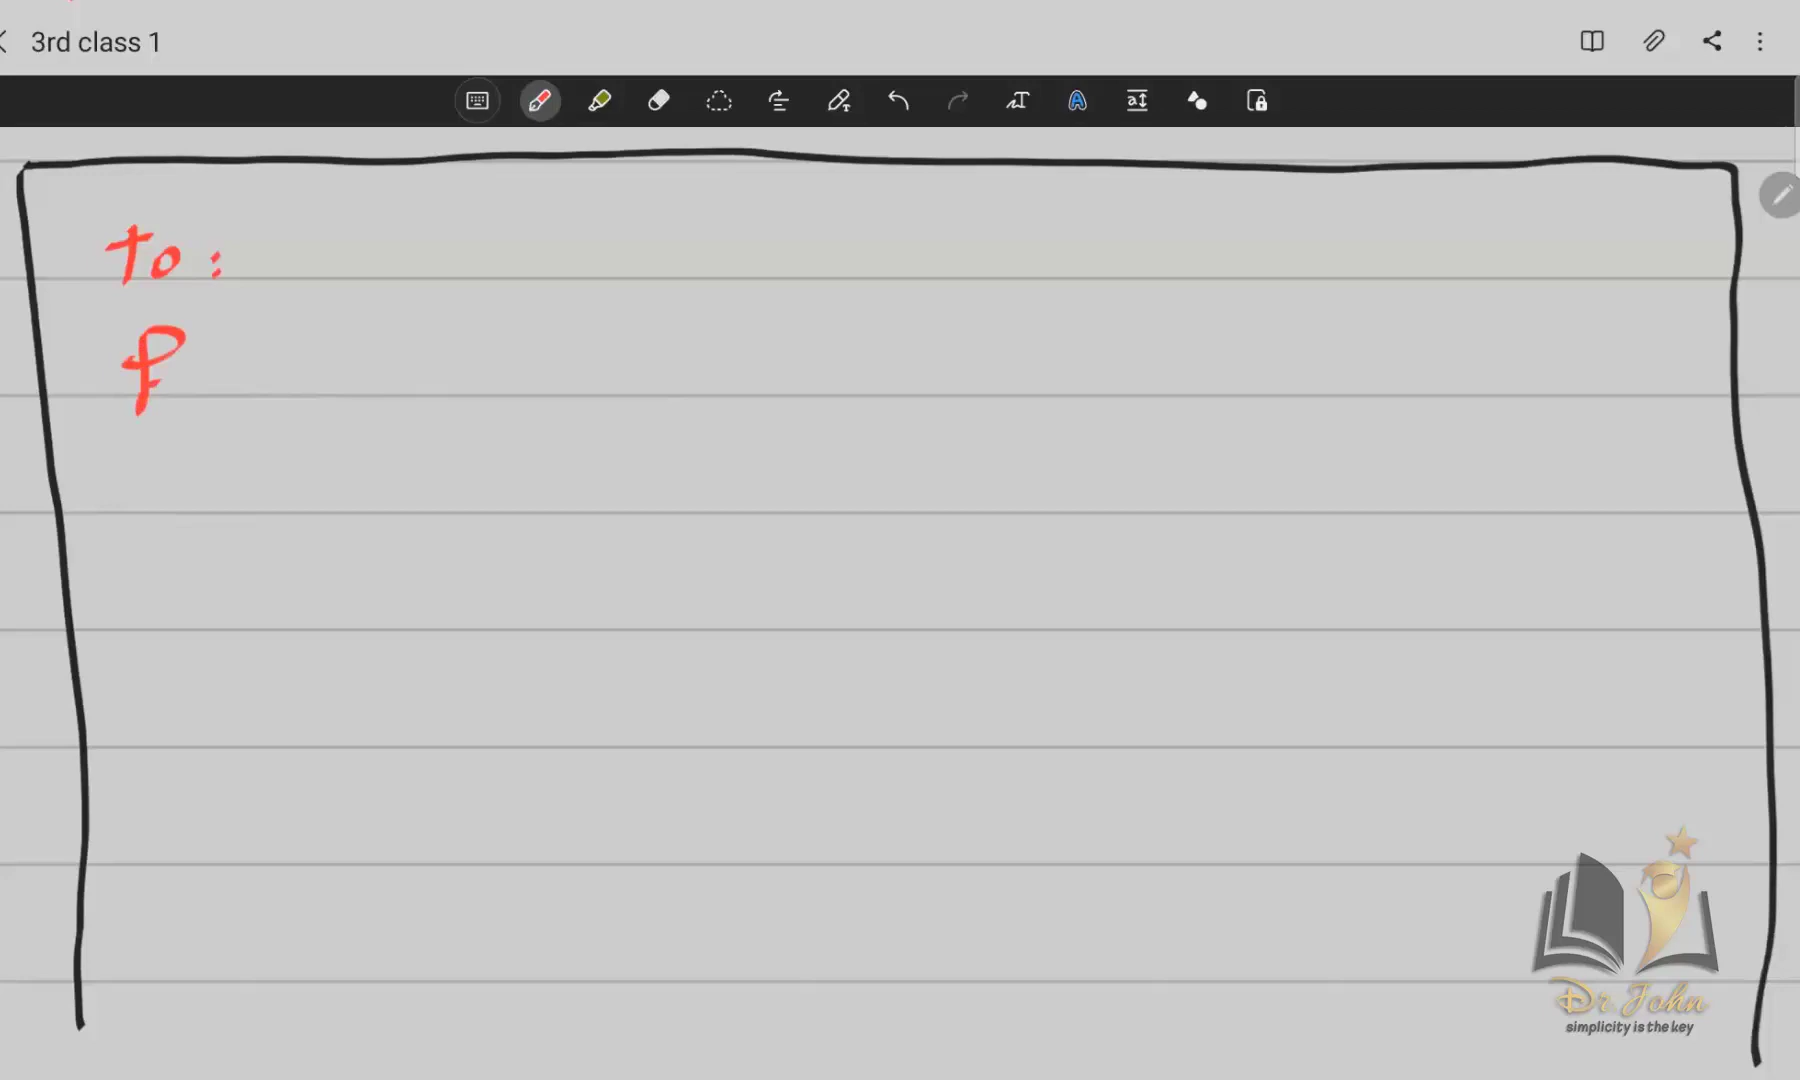 3rd class 1
To:
f
Dr John
simplicity is the key